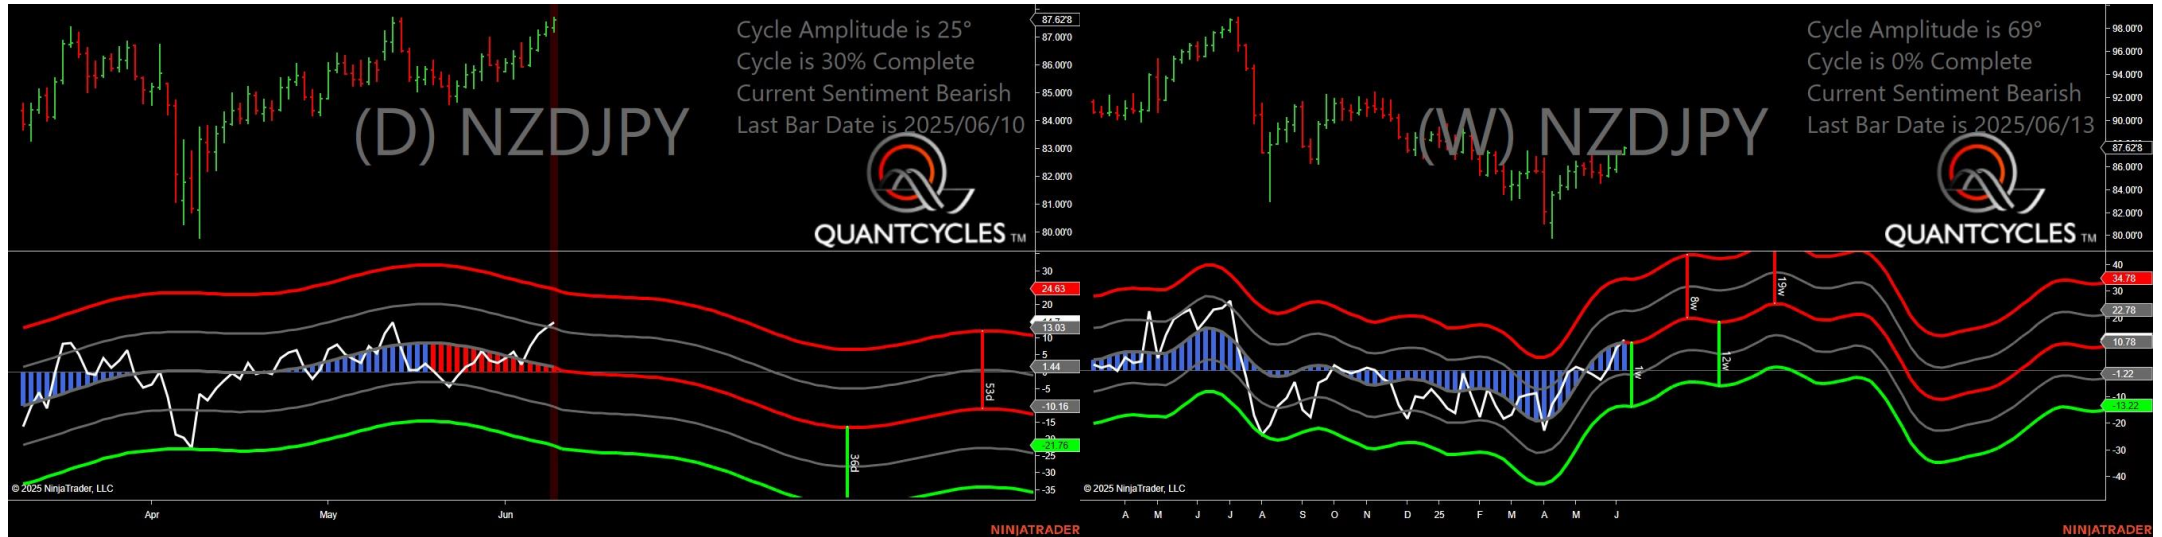 Cycle Amplitude is 25°
Cycle is 30% Complete
Current Sentiment Bearish
Last Bar Date is 2025/06/10
(D) NZDJPY
QUANTCYCLES TM
87.62'8
87.00'0
86.00'0
85.00'0
84.00'0
83.00'0
82.00'0
81.00'0
80.00'0
30
24.63
20
13.03
10
5
1.44
-5
-10.16
-15
-21.76
-25
-30
-35
53d
36d
© 2025 NinjaTrader, LLC
Apr
May
Jun
NINJATRADER
Cycle Amplitude is 69°
Cycle is 0% Complete
Current Sentiment Bearish
Last Bar Date is 2025/06/13
(W) NZDJPY
QUANTCYCLES TM
98.00'0
96.00'0
94.00'0
92.00'0
90.00'0
87.62'8
86.00'0
84.00'0
82.00'0
80.00'0
40
34.78
30
22.78
20
10.78
-1.22
-10
-13.22
-20
-30
-40
1w
8w
12w
19w
© 2025 NinjaTrader, LLC
A M J J A S O N D 25 F M A M J
NINJATRADER